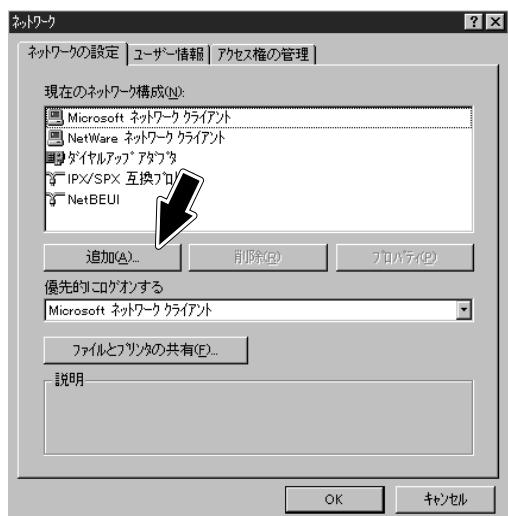 ネットワーク
ネットワークの設定 ユーザー情報 アクセス権の管理
現在のネットワーク構成(N):
Microsoft ネットワーク クライアント
NetWare ネットワーク クライアント
ダイヤルアップ アダプタ
IPX/SPX 互換プロ
NetBEUI
追加(A)... 削除(R) プロパティ(P)
優先的にログオンする
Microsoft ネットワーク クライアント
ファイルとプリンタの共有(F)...
説明
OK キャンセル